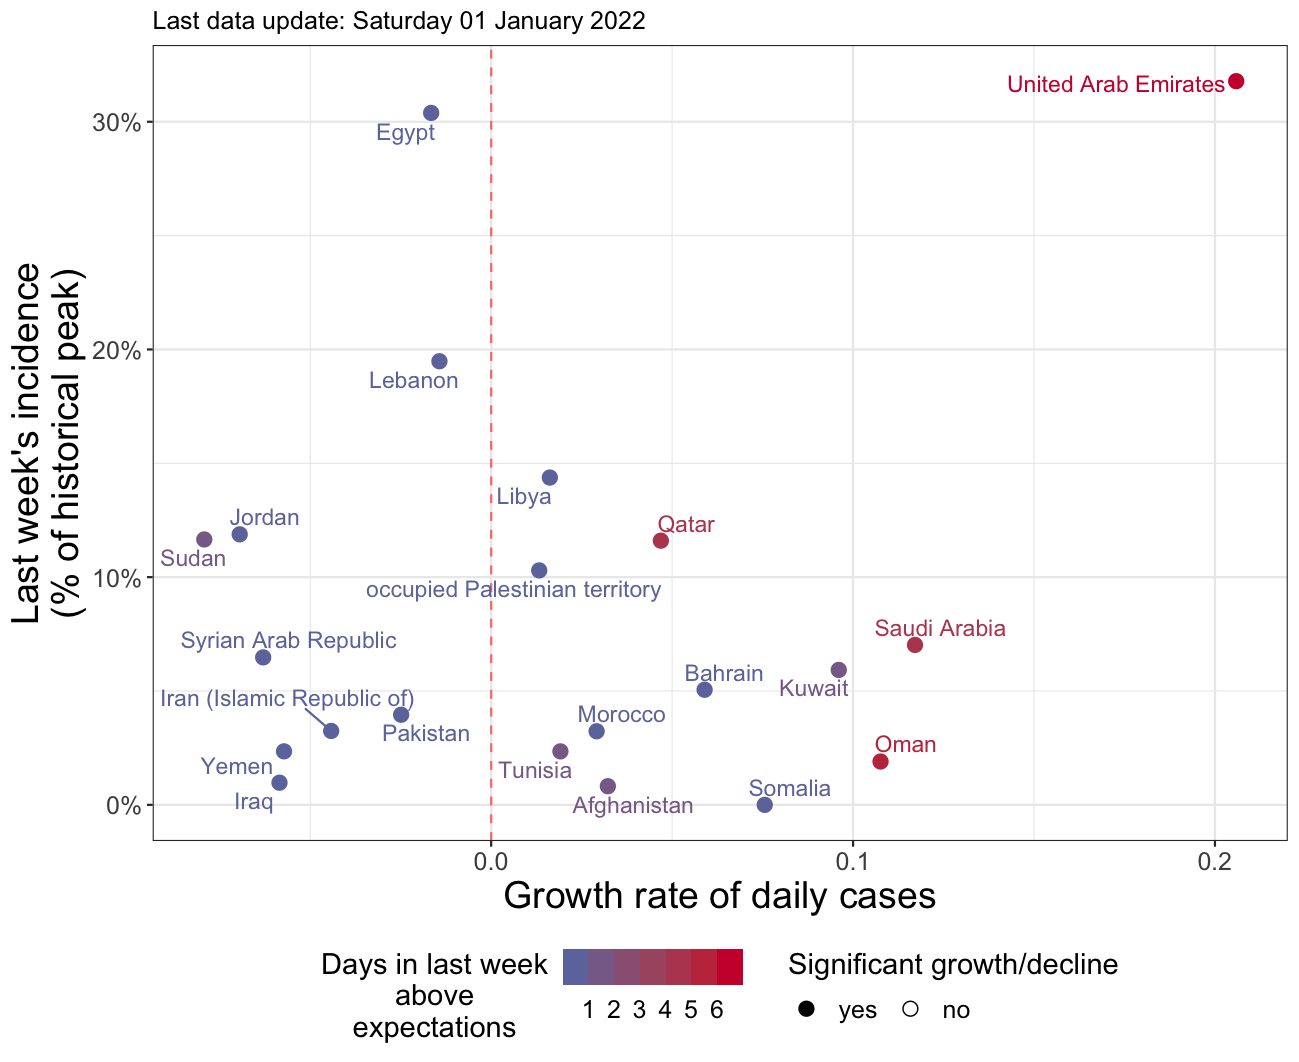 Last data update: Saturday 01 January 2022
United Arab Emirates
Egypt
Lebanon
Libya
Jordan
Qatar
Sudan
occupied Palestinian territory
Saudi Arabia
Syrian Arab Republic
Bahrain
Kuwait
Iran (Islamic Republic of)
Morocco
Pakistan
Oman
Yemen
Tunisia
Somalia
Iraq
Afghanistan
30%
20%
10%
0%
Last week's incidence
(% of historical peak)
0.0
0.1
0.2
Growth rate of daily cases
Days in last week
above
expectations
1 2 3 4 5 6
Significant growth/decline
yes
no